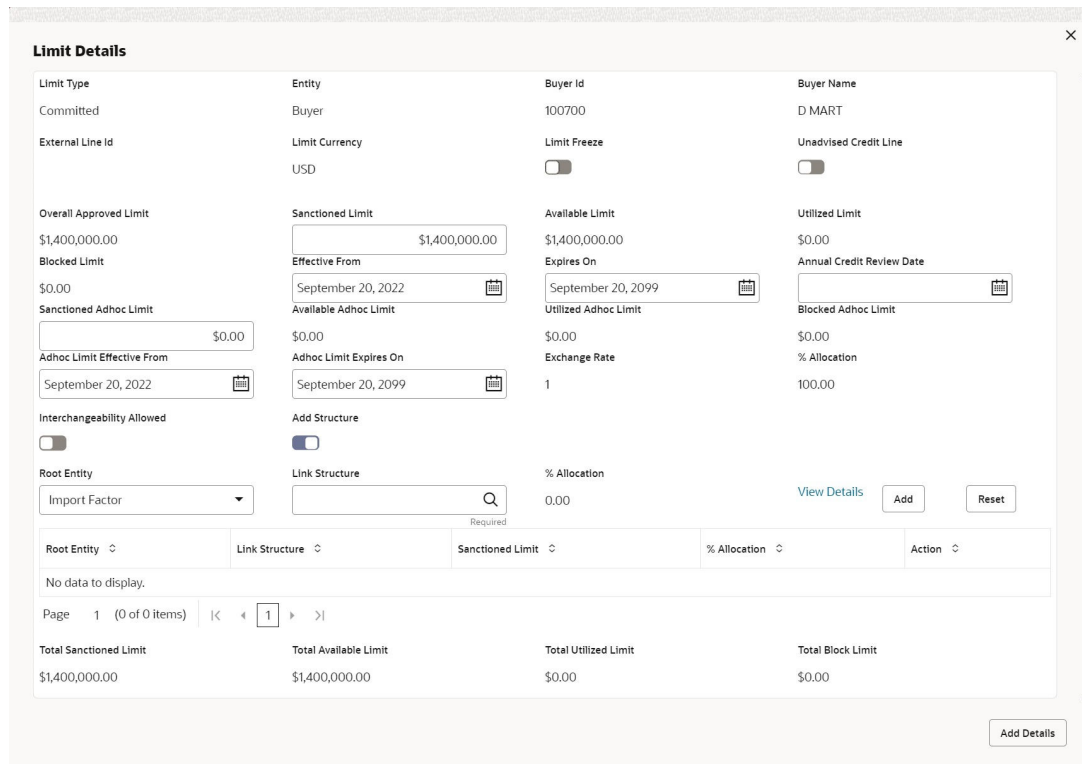 Limit Details
Limit Type Entity Buyer Id Buyer Name
Committed Buyer 100700 D MART
External Line Id Limit Currency Limit Freeze Unadvised Credit Line
USD
Overall Approved Limit Sanctioned Limit Available Limit Utilized Limit
$1,400,000.00 $1,400,000.00 $1,400,000.00 $0.00
Blocked Limit Effective From Expires On Annual Credit Review Date
$0.00 September 20, 2022 September 20, 2099
Sanctioned Adhoc Limit Available Adhoc Limit Utilized Adhoc Limit Blocked Adhoc Limit
$0.00 $0.00 $0.00 $0.00
Adhoc Limit Effective From Adhoc Limit Expires On Exchange Rate % Allocation
September 20, 2022 September 20, 2099 1 100.00
Interchangeability Allowed Add Structure
Root Entity Link Structure % Allocation
Import Factor 0.00 View Details Add Reset
Required
Root Entity Link Structure Sanctioned Limit % Allocation Action
No data to display.
Page 1 (0 of 0 items) 1
Total Sanctioned Limit Total Available Limit Total Utilized Limit Total Block Limit
$1,400,000.00 $1,400,000.00 $0.00 $0.00
Add Details